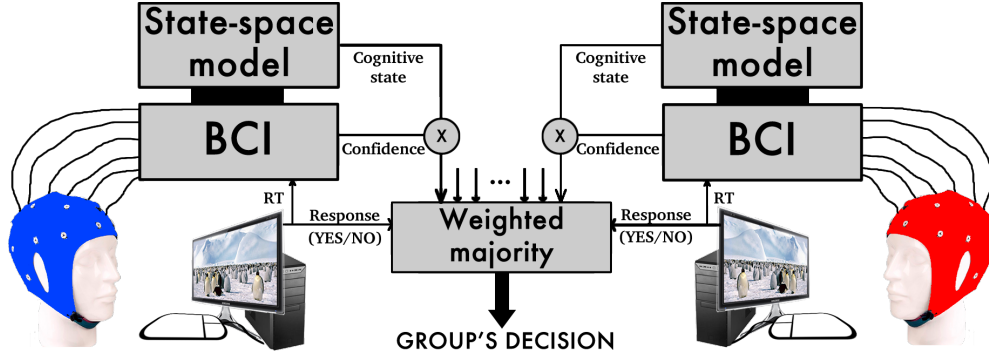 State-space
model
Cognitive
state
BCI
Confidence
X
RT
Response
(YES/NO)
State-space
model
Cognitive
state
BCI
Confidence
X
RT
Response
(YES/NO)
...
Weighted
majority
GROUP'S DECISION